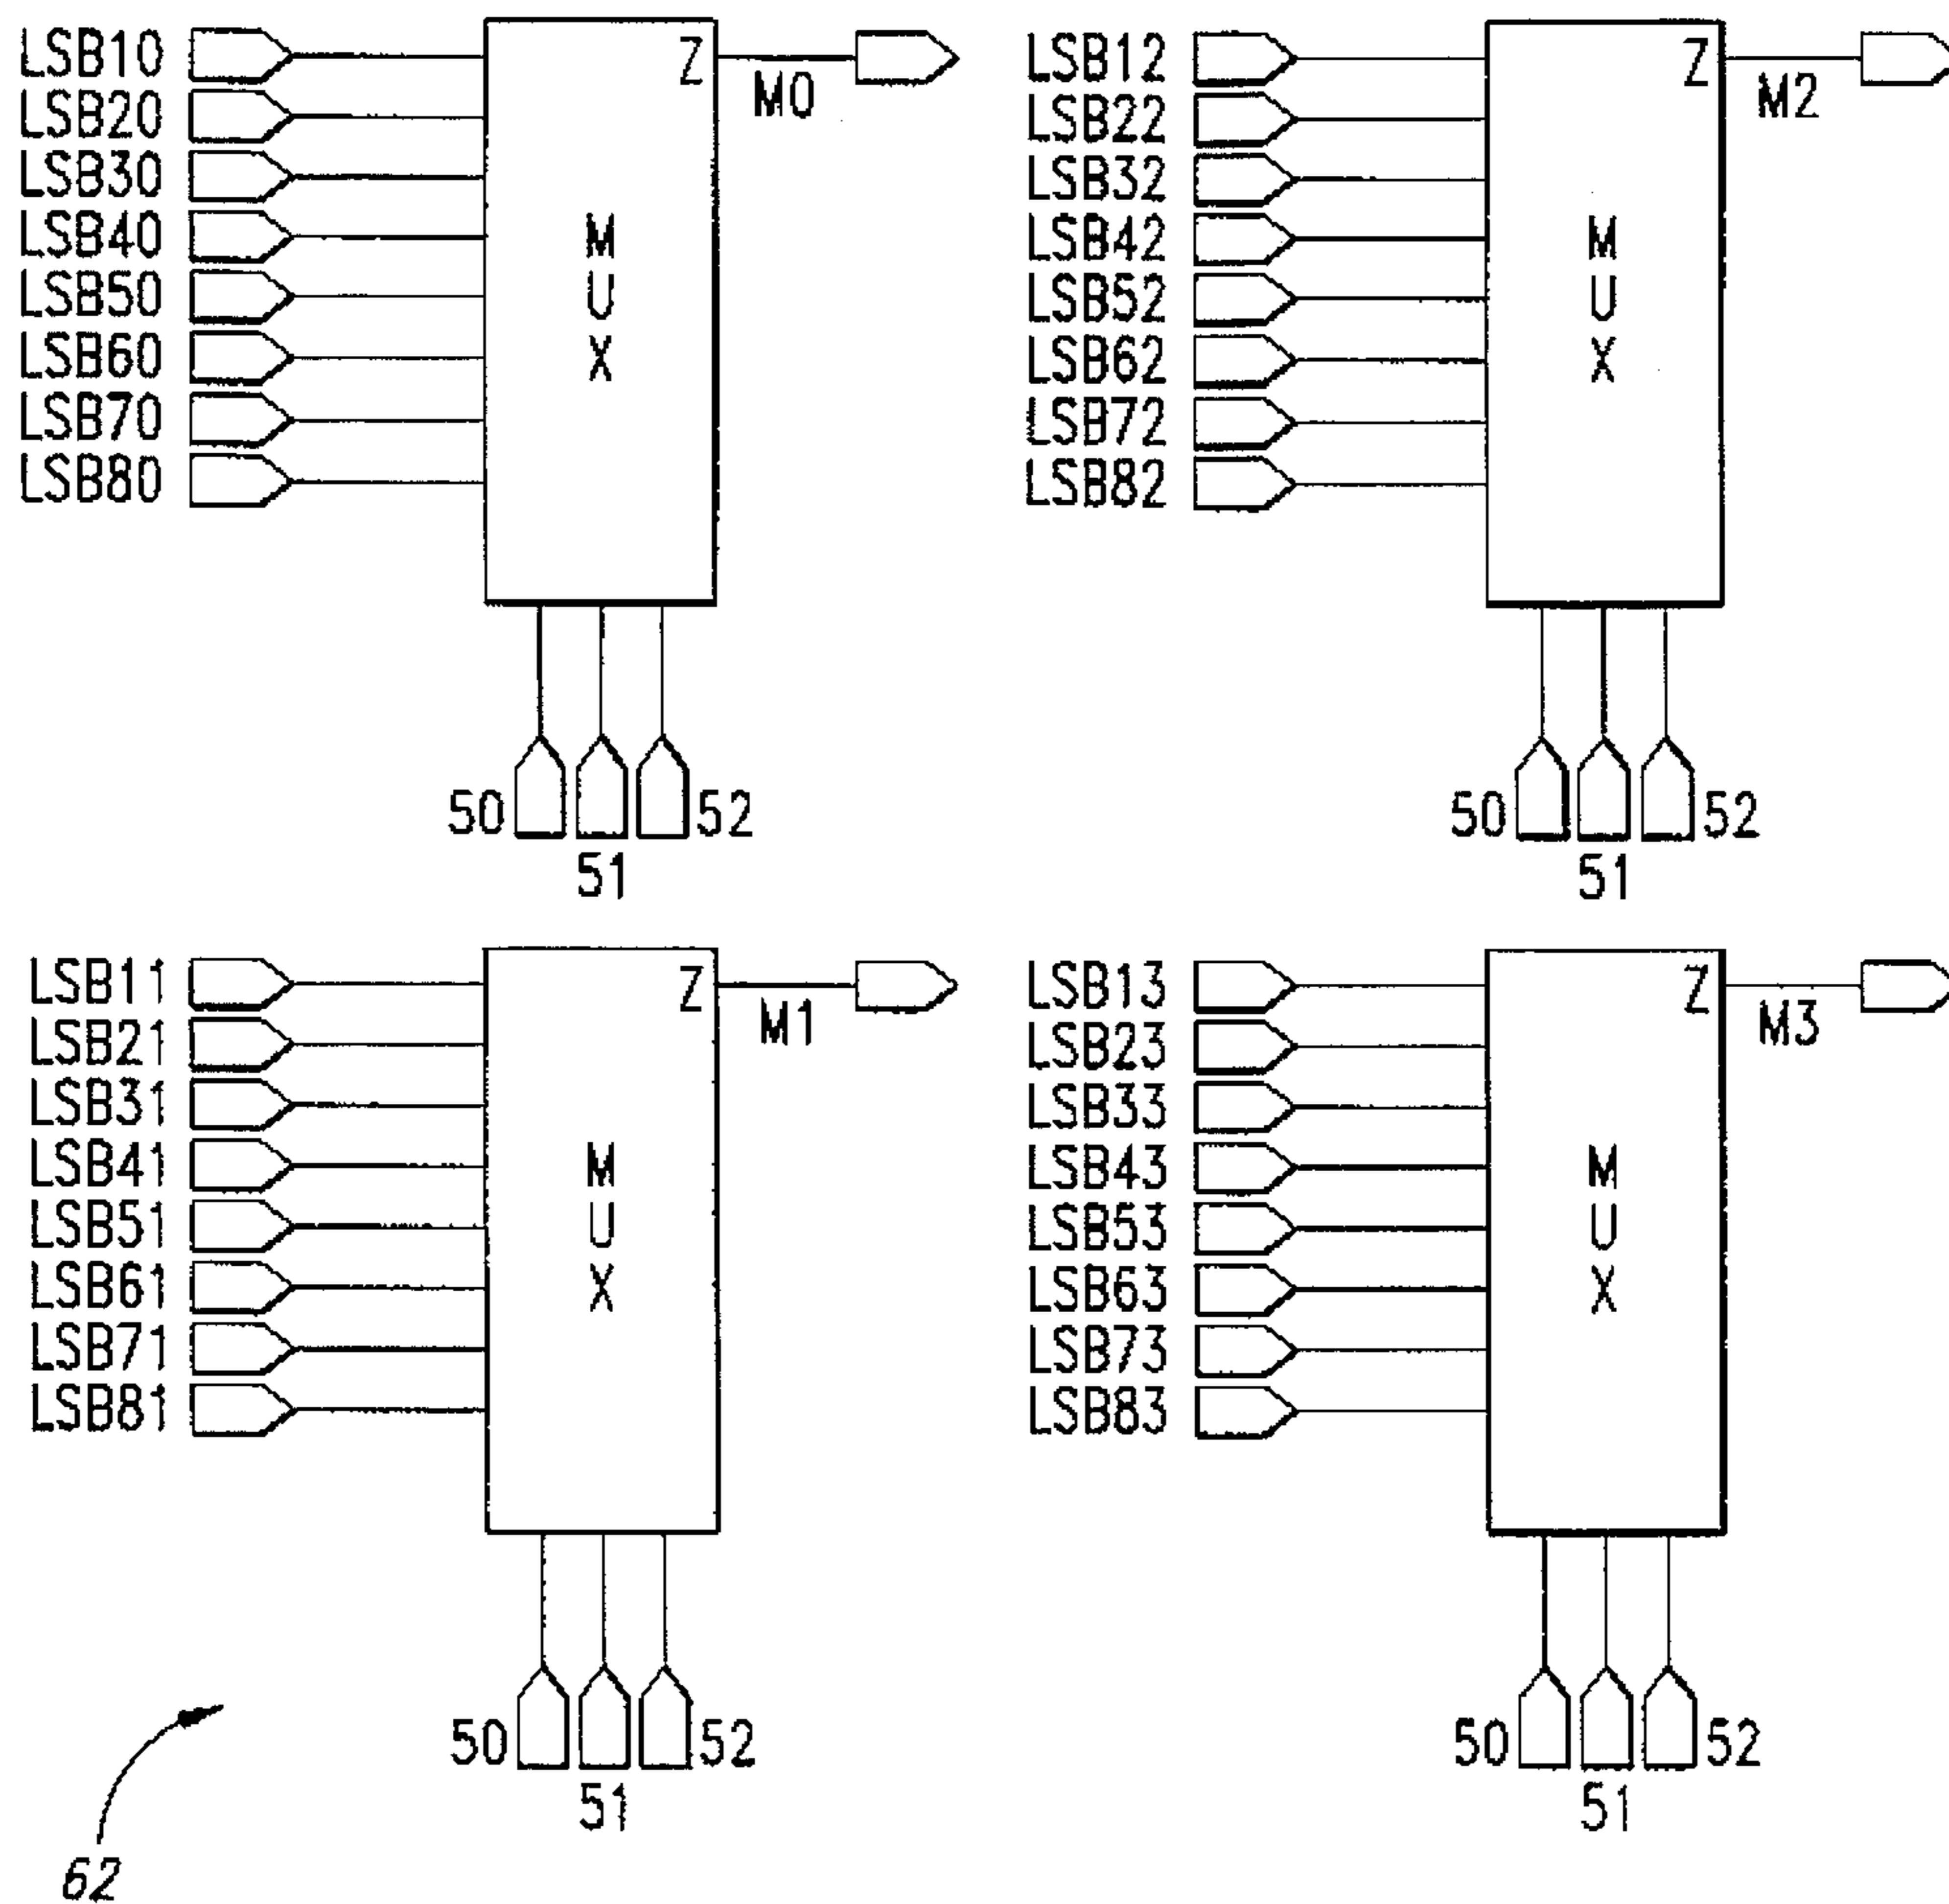 LSB10
LSB20
LSB30
LSB40
LSB50
LSB60
LSB70
LSB80
Z
M0
M
U
X
50
51
52
LSB12
LSB22
LSB32
LSB42
LSB52
LSB62
LSB72
LSB82
Z
M2
M
U
X
50
51
52
LSB11
LSB21
LSB31
LSB41
LSB51
LSB61
LSB71
LSB81
Z
M1
M
U
X
50
51
52
LSB13
LSB23
LSB33
LSB43
LSB53
LSB63
LSB73
LSB83
Z
M3
M
U
X
50
51
52
62